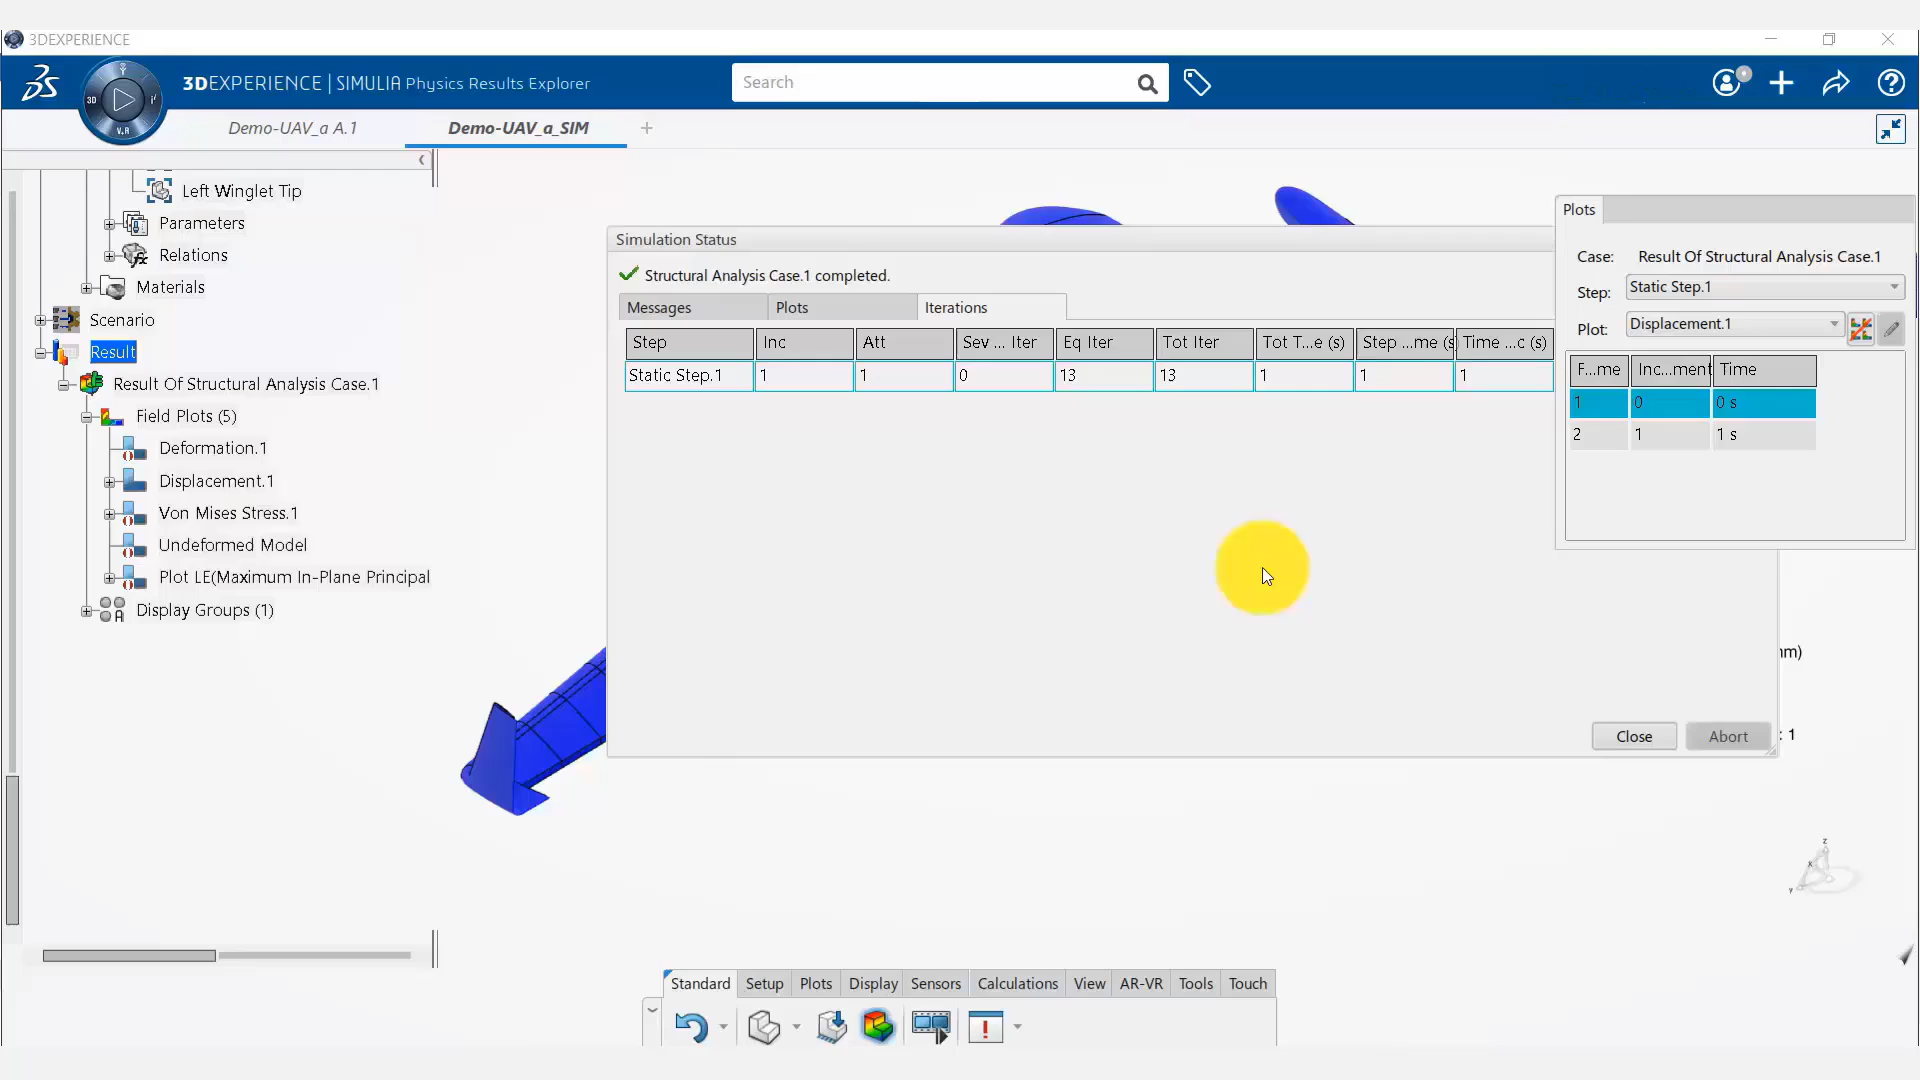 3DEXPERIENCE
3DEXPERIENCE | SIMULIA Physics Results Explorer
Search
3D
V.R
Demo-UAV_a A.1
Demo-UAV_a_SIM
Left Winglet Tip
Parameters
Relations
Materials
Scenario
Result
Result Of Structural Analysis Case.1
Field Plots (5)
Deformation.1
Displacement.1
Von Mises Stress.1
Undeformed Model
Plot LE(Maximum In-Plane Principal
Display Groups (1)
Simulation Status
Structural Analysis Case.1 completed.
Messages Plots Iterations
Step Inc Att Sev ... Iter Eq Iter Tot Iter Tot T...e (s) Step ...me (s Time ...c (s)
Static Step.1 1 1 0 13 13 1 1 1
Close Abort
Plots
Case: Result Of Structural Analysis Case.1
Step: Static Step.1
Plot: Displacement.1
F...me Inc...ment Time
1 0 0 s
2 1 1 s
nm)
: 1
z
x
y
Standard Setup Plots Display Sensors Calculations View AR-VR Tools Touch